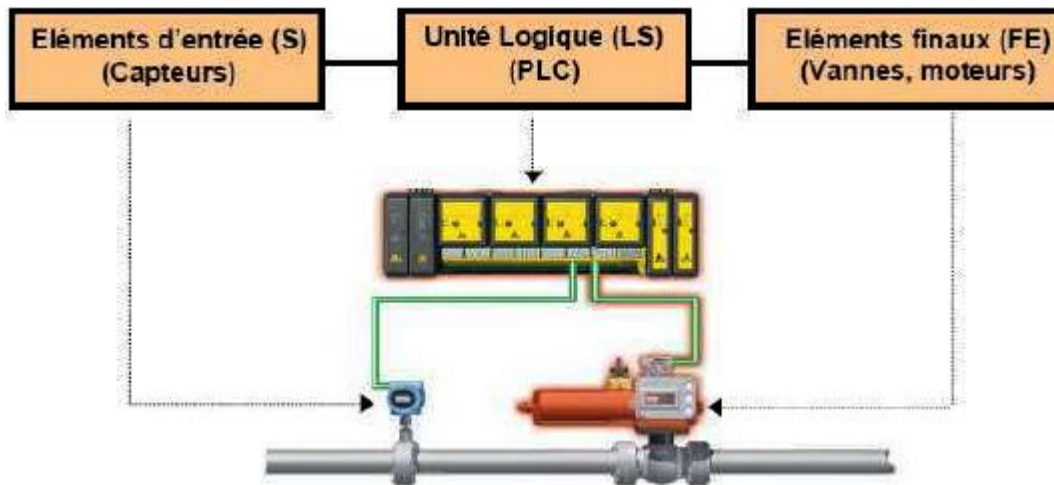 Eléments d'entrée (S)
(Capteurs)
Unité Logique (LS)
(PLC)
Eléments finaux (FE)
(Vannes, moteurs)